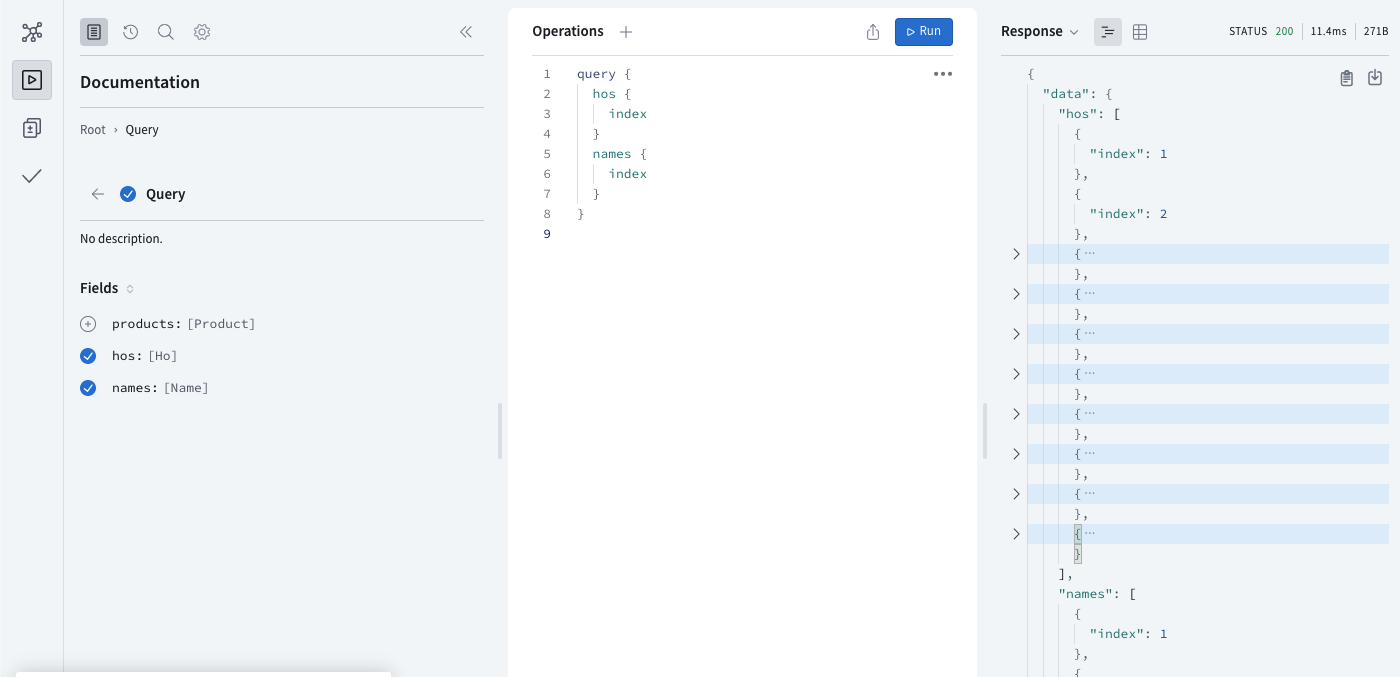 Documentation
Root › Query
Query
No description.
Fields
products: [Product]
hos: [Ho]
names: [Name]
Operations
Run
1 query {
2 hos {
3 index
4 }
5 names {
6 index
7 }
8 }
9
Response
STATUS 200 11.4ms 271B
{
"data": {
"hos": [
{
"index": 1
},
{
"index": 2
},
{ ···
},
{ ···
},
{ ···
},
{ ···
},
{ ···
},
{ ···
},
{ ···
},
{ ···
}
],
"names": [
{
"index": 1
},
{